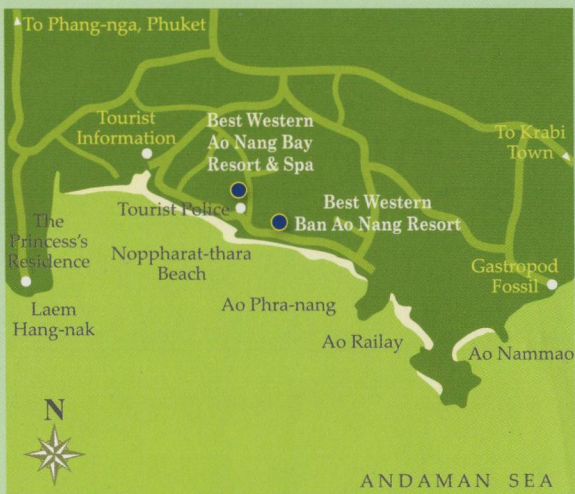 To Phang-nga, Phuket
Tourist
Information
Best Western
Ao Nang Bay
Resort & Spa
To Krabi
Town
Tourist Police
Best Western
Ban Ao Nang Resort
The
Princess's
Residence
Noppharat-thara
Beach
Gastropod
Fossil
Laem
Hang-nak
Ao Phra-nang
Ao Railay
Ao Nammao
N
ANDAMAN SEA